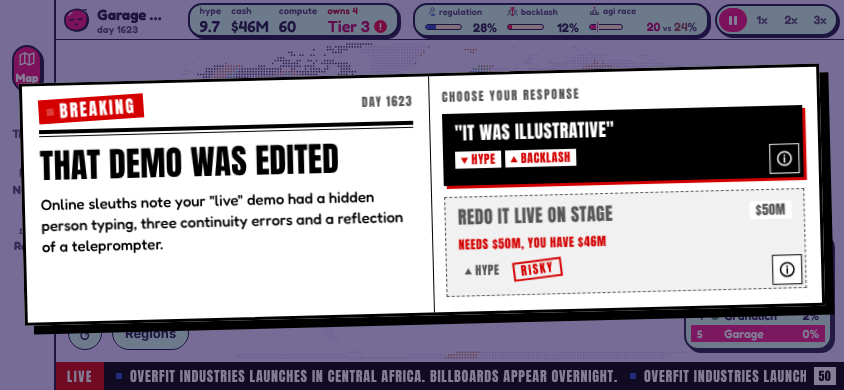 Garage ...
day 1623
hype cash compute owns 4
9.7 $46M 60 Tier 3 !
regulation backlash agi race
28% 12% 20 vs 24%
1x 2x 3x
Map
BREAKING
DAY 1623
THAT DEMO WAS EDITED
Online sleuths note your "live" demo had a hidden
person typing, three continuity errors and a reflection
of a teleprompter.
CHOOSE YOUR RESPONSE
"IT WAS ILLUSTRATIVE"
▼ HYPE ▲ BACKLASH
REDO IT LIVE ON STAGE
$50M
NEEDS $50M, YOU HAVE $46M
▲ HYPE RISKY
Regions
2%
5 Garage 0%
LIVE
OVERFIT INDUSTRIES LAUNCHES IN CENTRAL AFRICA. BILLBOARDS APPEAR OVERNIGHT. OVERFIT INDUSTRIES LAUNCH
50